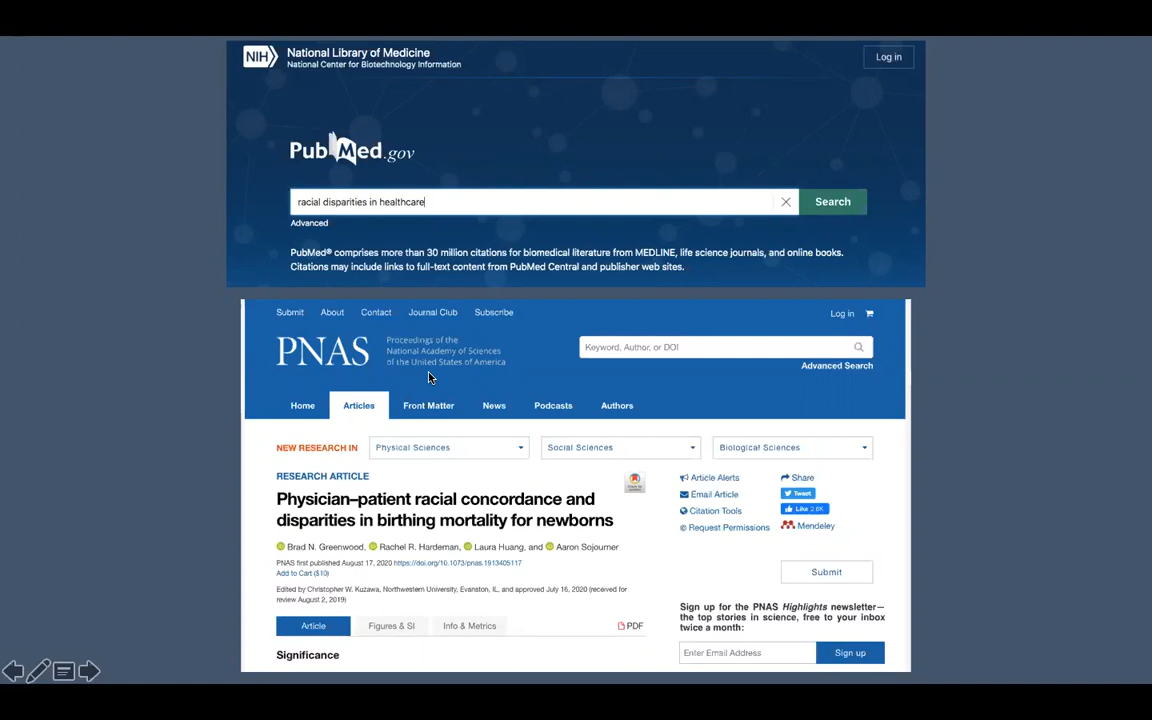 NIH
National Library of Medicine
National Center for Biotechnology Information
Log in
PubMed.gov
racial disparities in healthcare
Search
Advanced
PubMed® comprises more than 30 million citations for biomedical literature from MEDLINE, life science journals, and online books.
Citations may include links to full-text content from PubMed Central and publisher web sites.
Submit About Contact Journal Club Subscribe
Log in
PNAS
Proceedings of the
National Academy of Sciences
of the United States of America
Keyword, Author, or DOI
Advanced Search
Home Articles Front Matter News Podcasts Authors
NEW RESEARCH IN
Physical Sciences
Social Sciences
Biological Sciences
RESEARCH ARTICLE
Physician–patient racial concordance and
disparities in birthing mortality for newborns
Brad N. Greenwood, Rachel R. Hardeman, Laura Huang, and Aaron Sojourner
PNAS first published August 17, 2020 https://doi.org/10.1073/pnas.1913405117
Add to Cart ($10)
Edited by Christopher W. Kuzawa, Northwestern University, Evanston, IL, and approved July 16, 2020 (received for
review August 2, 2019)
Article Figures & SI Info & Metrics PDF
Significance
Article Alerts
Share
Email Article
Tweet
Citation Tools
Like 2.6K
Request Permissions
Mendeley
Submit
Sign up for the PNAS Highlights newsletter—
the top stories in science, free to your inbox
twice a month:
Enter Email Address
Sign up